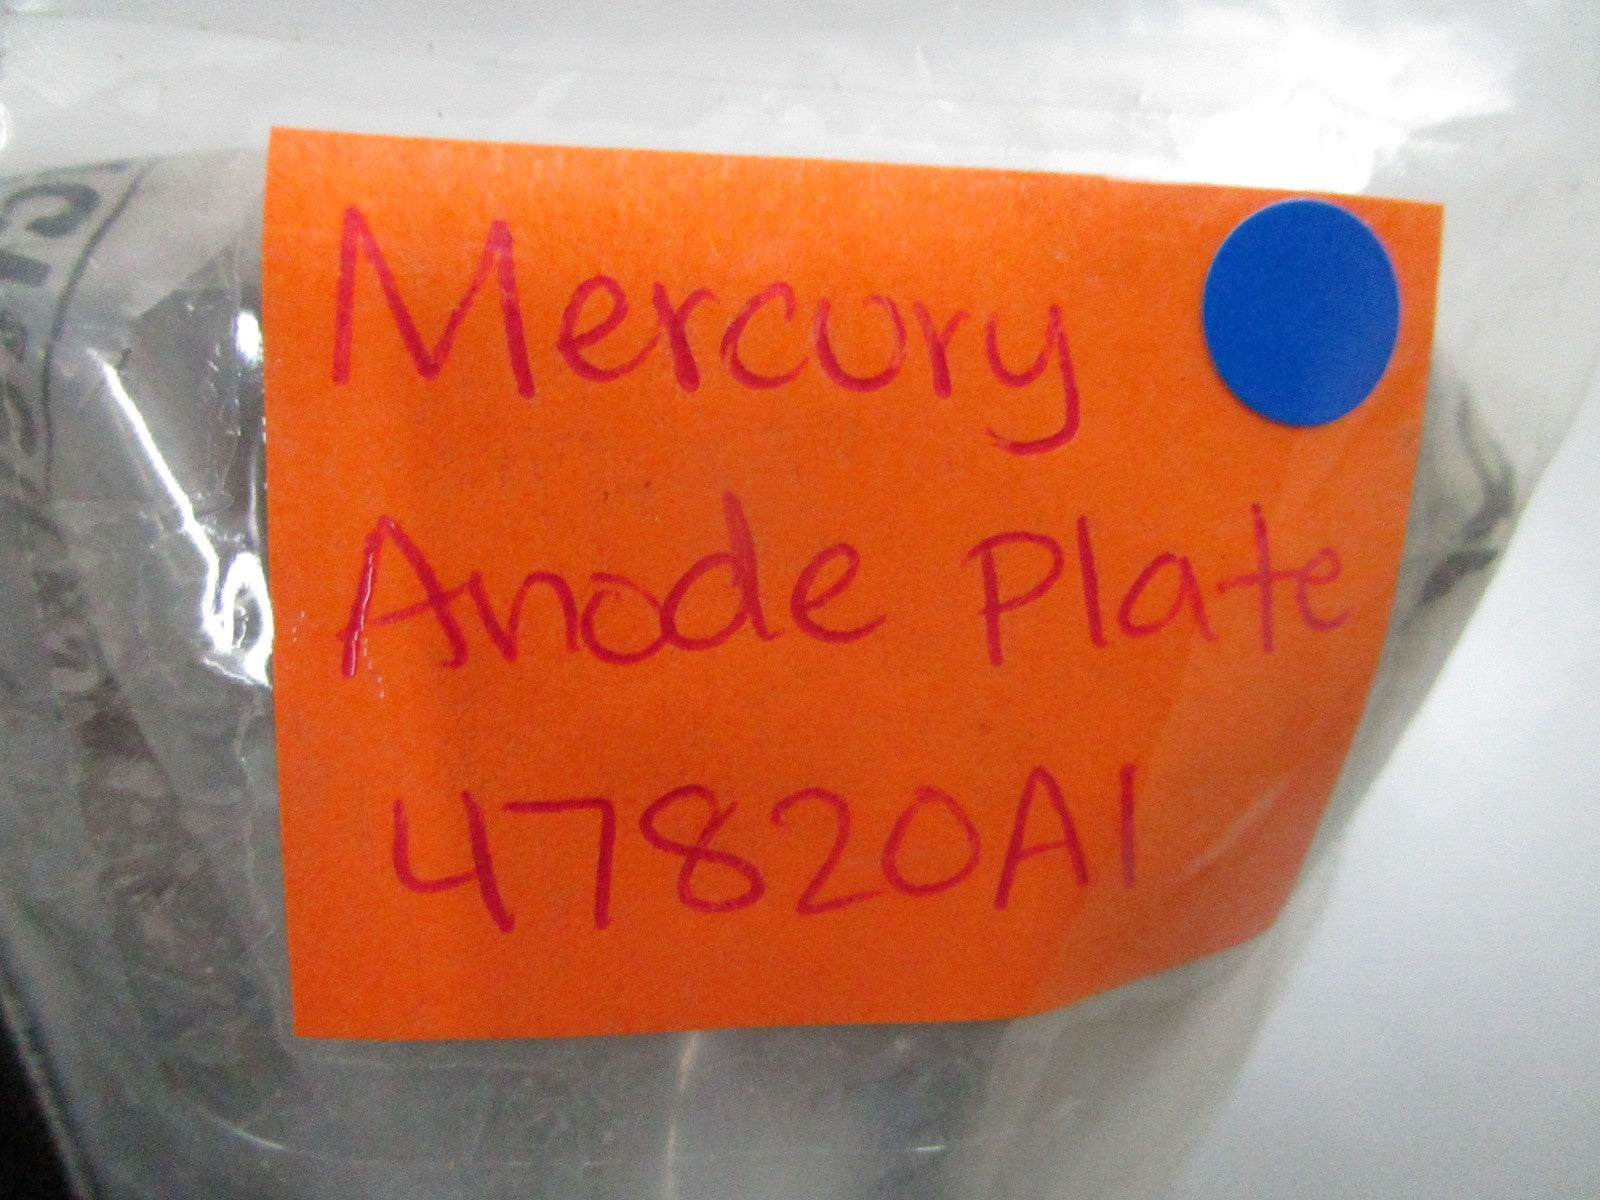 Mercury
Anode Plate
47820A1